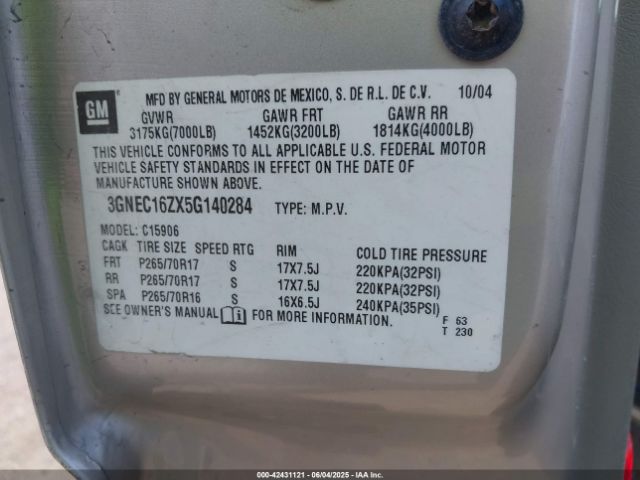 GM
MFD BY GENERAL MOTORS DE MEXICO, S. DE R.L. DE C.V. 10/04
GVWR GAWR FRT GAWR RR
3175KG(7000LB) 1452KG(3200LB) 1814KG(4000LB)
THIS VEHICLE CONFORMS TO ALL APPLICABLE U.S. FEDERAL MOTOR
VEHICLE SAFETY STANDARDS IN EFFECT ON THE DATE OF
MANUFACTURE SHOWN ABOVE.
3GNEC16ZX5G140284 TYPE: M.P.V.
MODEL: C15906
CAGK TIRE SIZE SPEED RTG RIM COLD TIRE PRESSURE
FRT P265/70R17 S 17X7.5J 220KPA(32PSI)
RR P265/70R17 S 17X7.5J 220KPA(32PSI)
SPA P265/70R16 S 16X6.5J 240KPA(35PSI)
SEE OWNER'S MANUAL i FOR MORE INFORMATION.
F 63
T 230
000-42431121 - 06/04/2025 - IAAI.COM